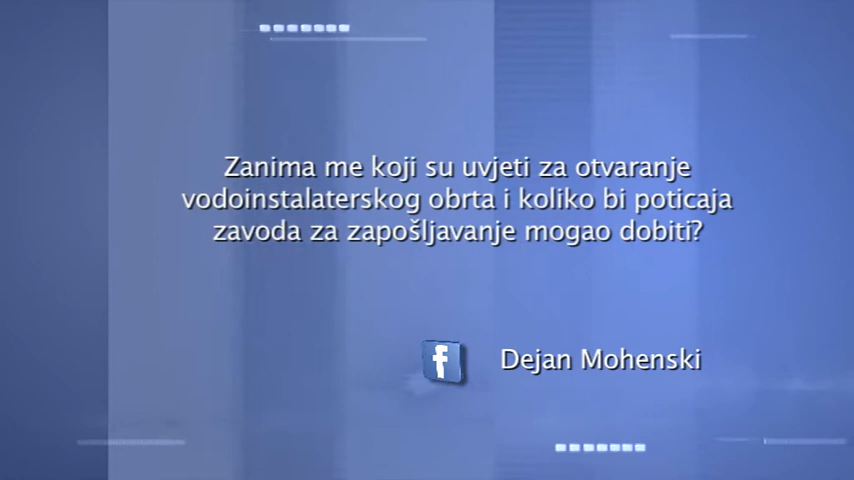 Zanima me koji su uvjeti za otvaranje
vodoinstalaterskog obrta i koliko bi poticaja
zavoda za zapošljavanje mogao dobiti?
f
Dejan Mohenski